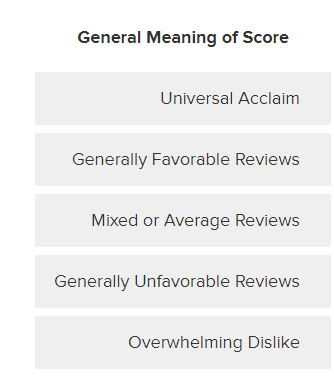 General Meaning of Score
Universal Acclaim
Generally Favorable Reviews
Mixed or Average Reviews
Generally Unfavorable Reviews
Overwhelming Dislike